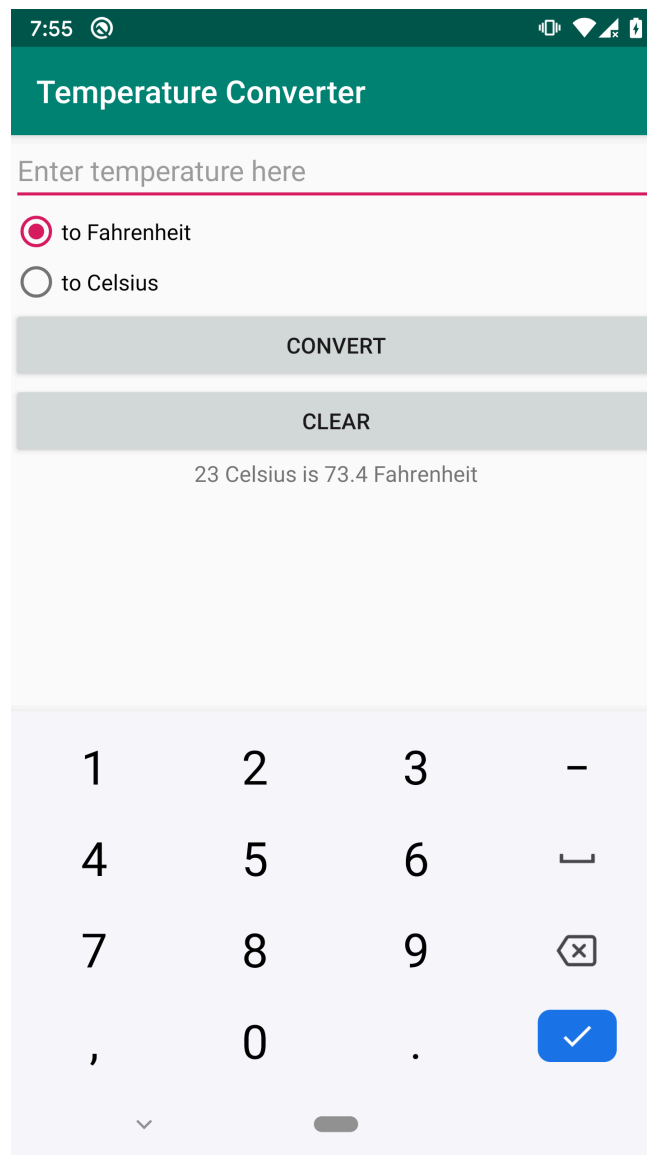 7:55
Temperature Converter
Enter temperature here
to Fahrenheit
to Celsius
CONVERT
CLEAR
23 Celsius is 73.4 Fahrenheit
1 2 3 -
4 5 6
7 8 9
, 0 .